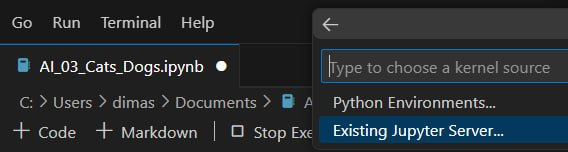 Go Run Terminal Help
AI_03_Cats_Dogs.ipynb
Type to choose a kernel source
C: > Users > dimas > Documents > A
Python Environments...
+ Code + Markdown Stop Exe
Existing Jupyter Server...